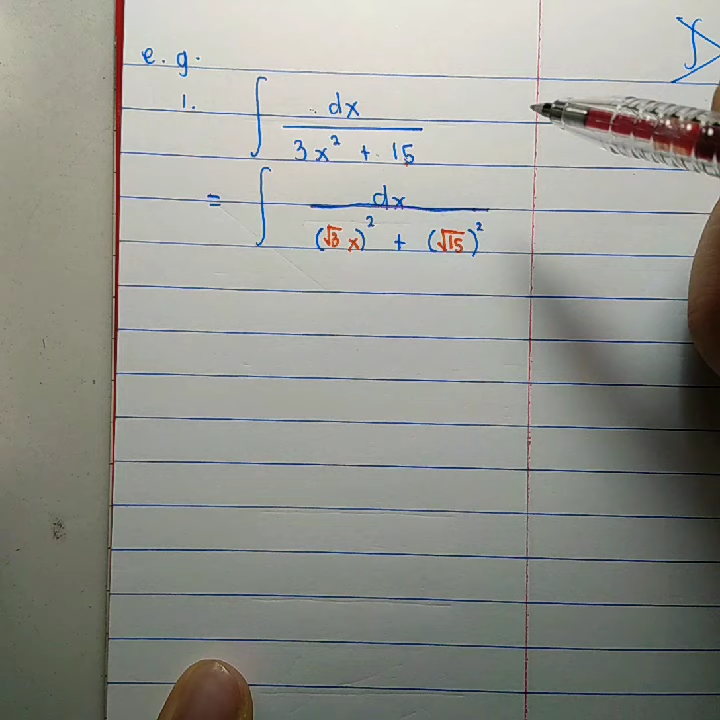 e.g.
1. ∫ dx / (3x² + 15)
= ∫ dx / ((√3 x)² + (√15)²)